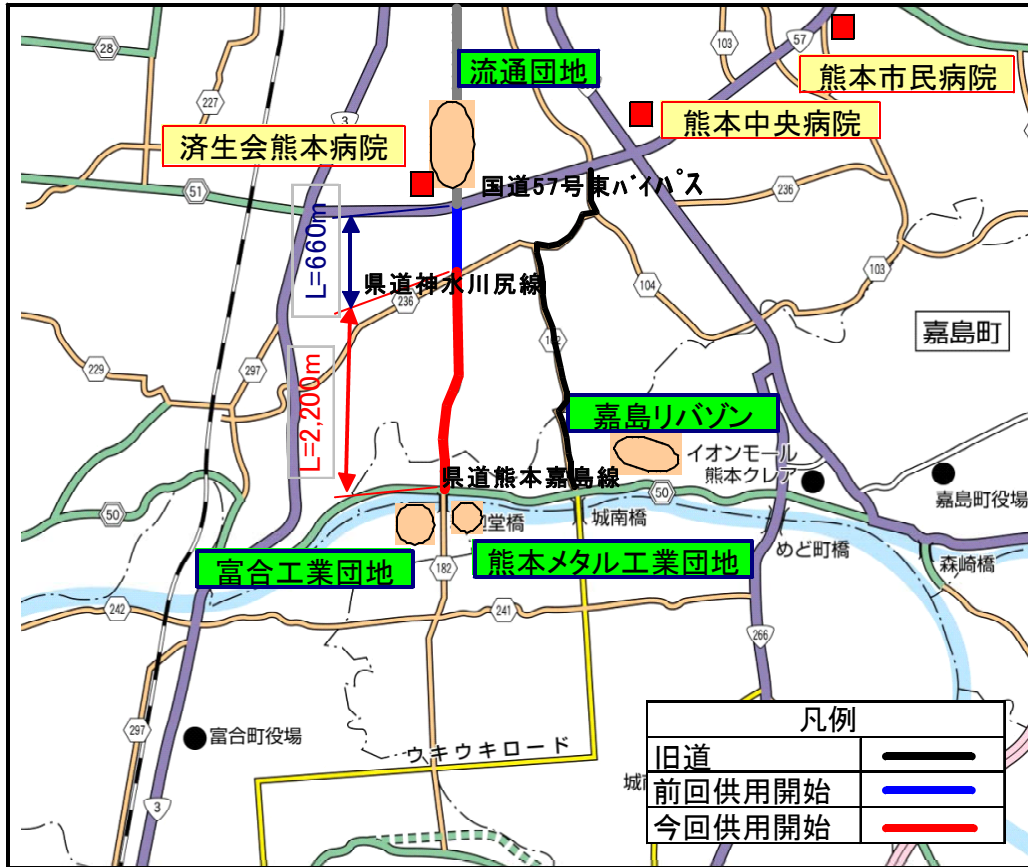 28
103
57
流通団地
熊本市民病院
227
3
熊本中央病院
済生会熊本病院
51
国道57号東バイパス
236
L=660m
県道神水川尻線
236
104
103
嘉島町
297
229
182
L=2,200m
嘉島リバゾン
イオンモール
熊本クレア
県道熊本嘉島線
50
50
嘉島町役場
城南橋
めど町橋
森崎橋
富合工業団地
182
熊本メタル工業団地
242
241
266
297
富合町役場
ウキウキロード
3
凡例
旧道
前回供用開始
今回供用開始